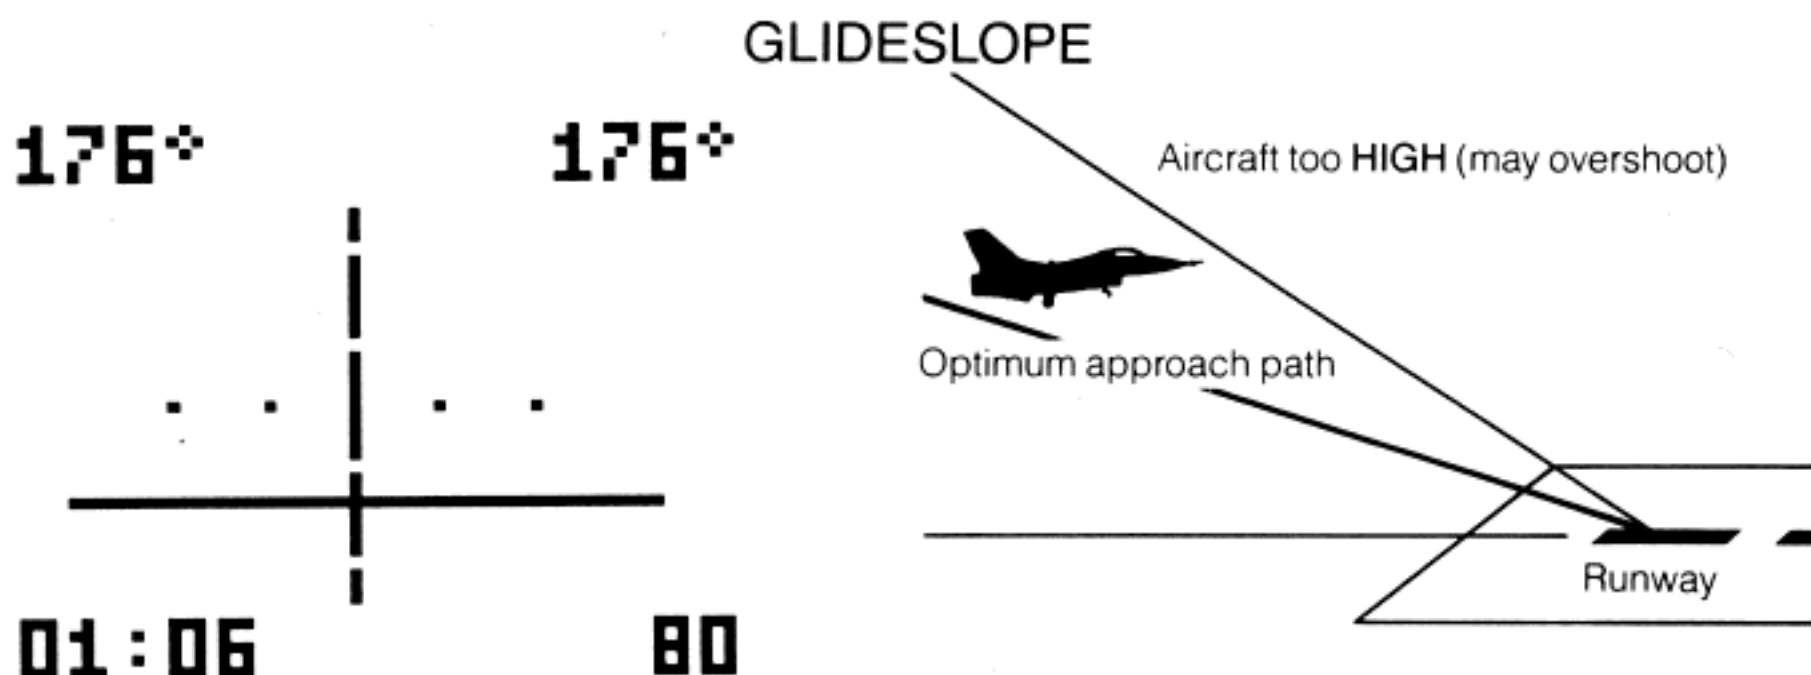 GLIDESLOPE
176° 176°
Aircraft too HIGH (may overshoot)
Optimum approach path
Runway
01:06 80